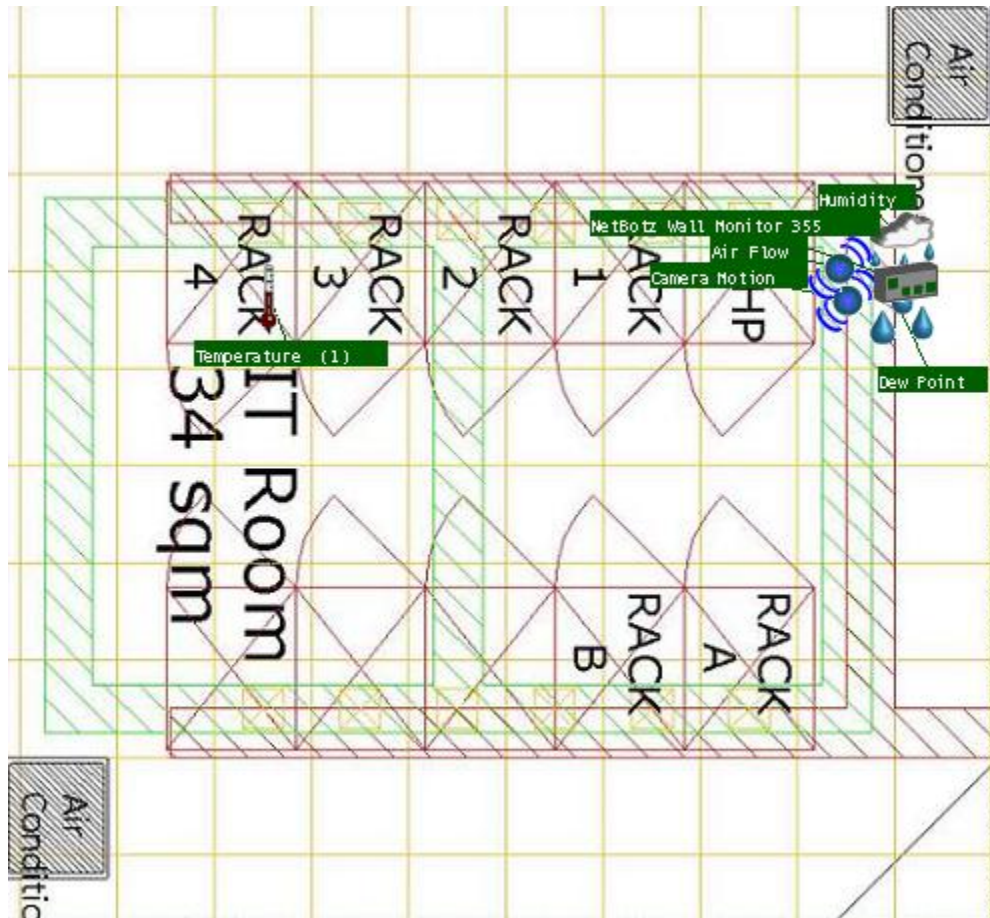 Air
Conditione
Humidity
NetBotz Wall Monitor 355
Air Flow
Camera Motion
Dew Point
RACK
4
RACK
3
RACK
2
RACK
1
HP
Temperature (1)
IT Room
34 sqm
RACK
B
RACK
A
Air
Conditio